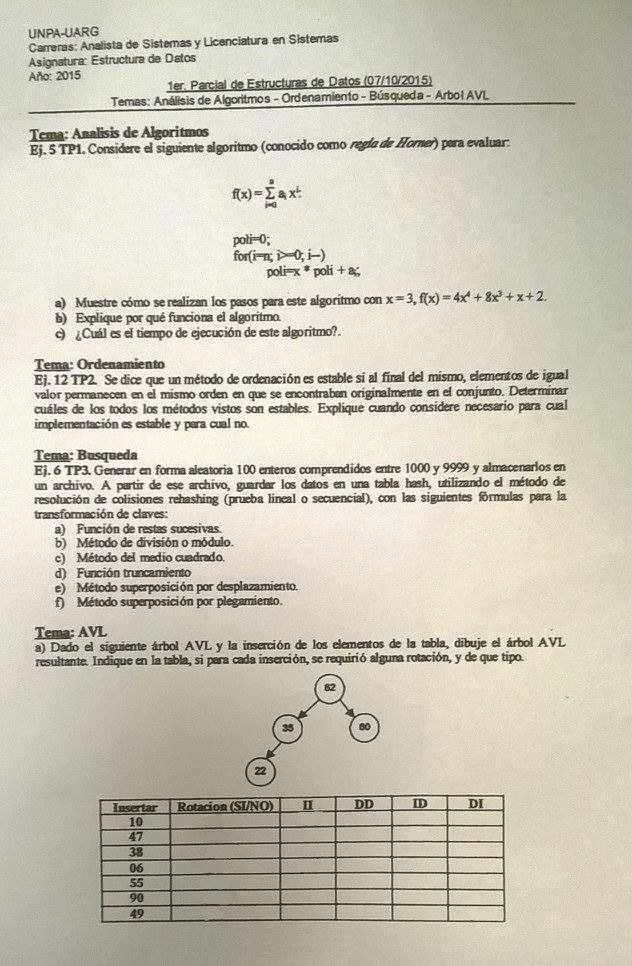 UNPA-UARG
Carreras: Analista de Sistemas y Licenciatura en Sistemas
Asignatura: Estructura de Datos
Año: 2015
1er. Parcial de Estructuras de Datos (07/10/2015)
Temas: Análisis de Algoritmos - Ordenamiento - Búsqueda - Arbol AVL
Tema: Analisis de Algoritmos
Ej. 5 TP1. Considere el siguiente algoritmo (conocido como regla de Horner) para evaluar:
f(x) = Σ aᵢ xⁱ:
n
i=0
poli=0;
for(i=n; i>=0; i--)
poli=x * poli + aᵢ;
a) Muestre cómo se realizan los pasos para este algoritmo con x = 3, f(x) = 4x⁴ + 8x³ + x + 2.
b) Explique por qué funciona el algoritmo.
c) ¿Cuál es el tiempo de ejecución de este algoritmo?.
Tema: Ordenamiento
Ej. 12 TP2. Se dice que un método de ordenación es estable si al final del mismo, elementos de igual
valor permanecen en el mismo orden en que se encontraban originalmente en el conjunto. Determinar
cuáles de los todos los métodos vistos son estables. Explique cuando considere necesario para cual
implementación es estable y para cual no.
Tema: Busqueda
Ej. 6 TP3. Generar en forma aleatoria 100 enteros comprendidos entre 1000 y 9999 y almacenarlos en
un archivo. A partir de ese archivo, guardar los datos en una tabla hash, utilizando el método de
resolución de colisiones rehashing (prueba lineal o secuencial), con las siguientes fórmulas para la
transformación de claves:
a) Función de restas sucesivas.
b) Método de división o módulo.
c) Método del medio cuadrado.
d) Función truncamiento
e) Método superposición por desplazamiento.
f) Método superposición por plegamiento.
Tema: AVL
a) Dado el siguiente árbol AVL y la inserción de los elementos de la tabla, dibuje el árbol AVL
resultante. Indique en la tabla, si para cada inserción, se requirió alguna rotación, y de que tipo.
62
35 80
22
Insertar Rotacion (SI/NO) II DD ID DI
10
47
38
06
55
90
49